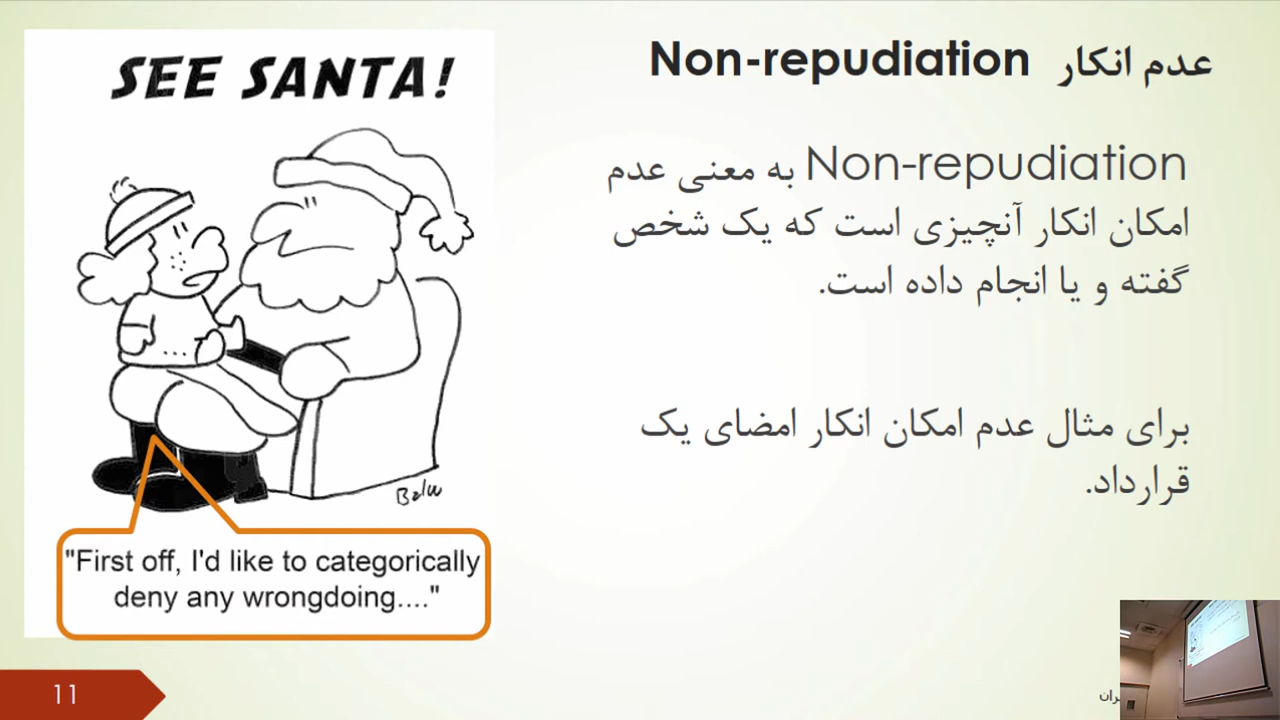 عدم انکار Non-repudiation
Non-repudiation به معنی عدم
امکان انکار آنچیزی است که یک شخص
گفته و یا انجام داده است.
برای مثال عدم امکان انکار امضای یک
قرارداد.
SEE SANTA!
"First off, I'd like to categorically
deny any wrongdoing...."
11